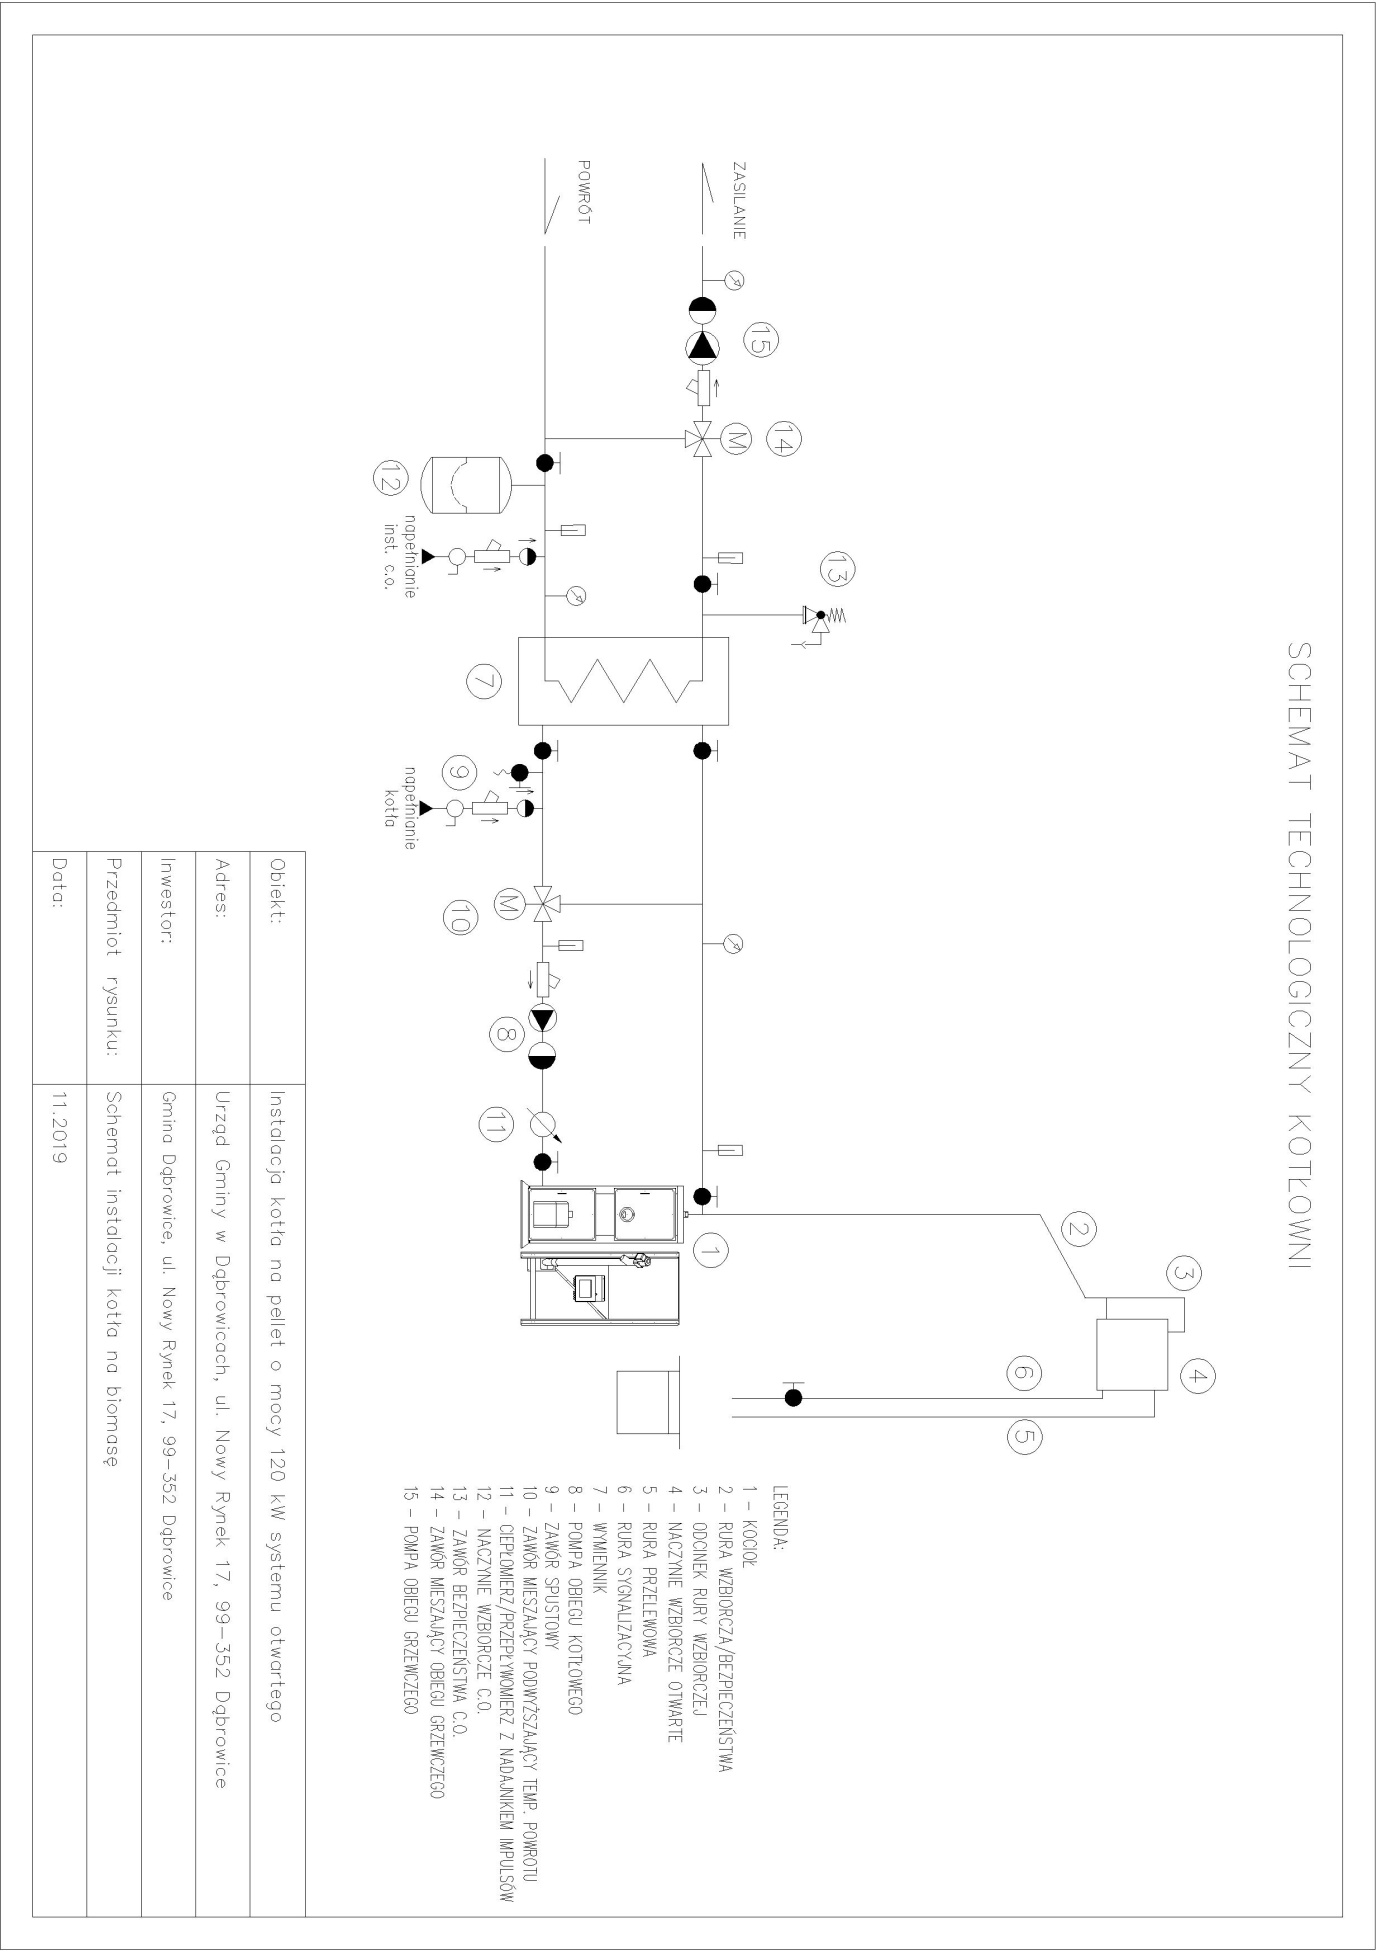 SCHEMAT TECHNOLOGICZNY KOTŁOWNI
ZASILANIE
POWRÓT
15
14
M
13
12
napełnianie
inst. c.o.
7
9
napełnianie
kotła
10
M
8
11
1
2
3
4
6
5
LEGENDA:
1 – KOCIOŁ
2 – RURA WZBIORCZA/BEZPIECZEŃSTWA
3 – ODCINEK RURY WZBIORCZEJ
4 – NACZYNIE WZBIORCZE OTWARTE
5 – RURA PRZELEWOWA
6 – RURA SYGNALIZACYJNA
7 – WYMIENNIK
8 – POMPA OBIEGU KOTŁOWEGO
9 – ZAWÓR SPUSTOWY
10 – ZAWÓR MIESZAJĄCY PODWYŻSZAJĄCY TEMP. POWROTU
11 – CIEPŁOMIERZ/PRZEPŁYWOMIERZ Z NADAJNIKIEM IMPULSÓW
12 – NACZYNIE WZBIORCZE C.O.
13 – ZAWÓR BEZPIECZEŃSTWA C.O.
14 – ZAWÓR MIESZAJĄCY OBIEGU GRZEWCZEGO
15 – POMPA OBIEGU GRZEWCZEGO
Obiekt: Instalacja kotła na pellet o mocy 120 kW systemu otwartego
Adres: Urząd Gminy w Dąbrowicach, ul. Nowy Rynek 17, 99–352 Dąbrowice
Inwestor: Gmina Dąbrowice, ul. Nowy Rynek 17, 99–352 Dąbrowice
Przedmiot rysunku: Schemat instalacji kotła na biomasę
Data: 11.2019